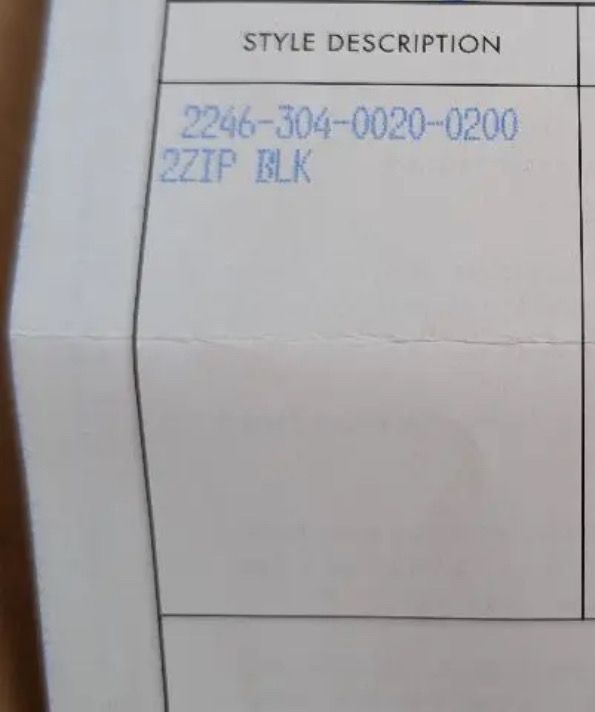 STYLE DESCRIPTION
2246-304-0020-0200
2ZIP BLK